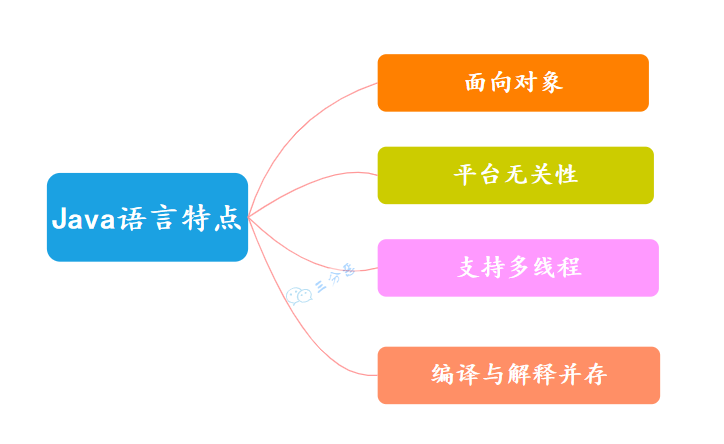 面向对象
平台无关性
Java语言特点
支持多线程
三分恶
编译与解释并存